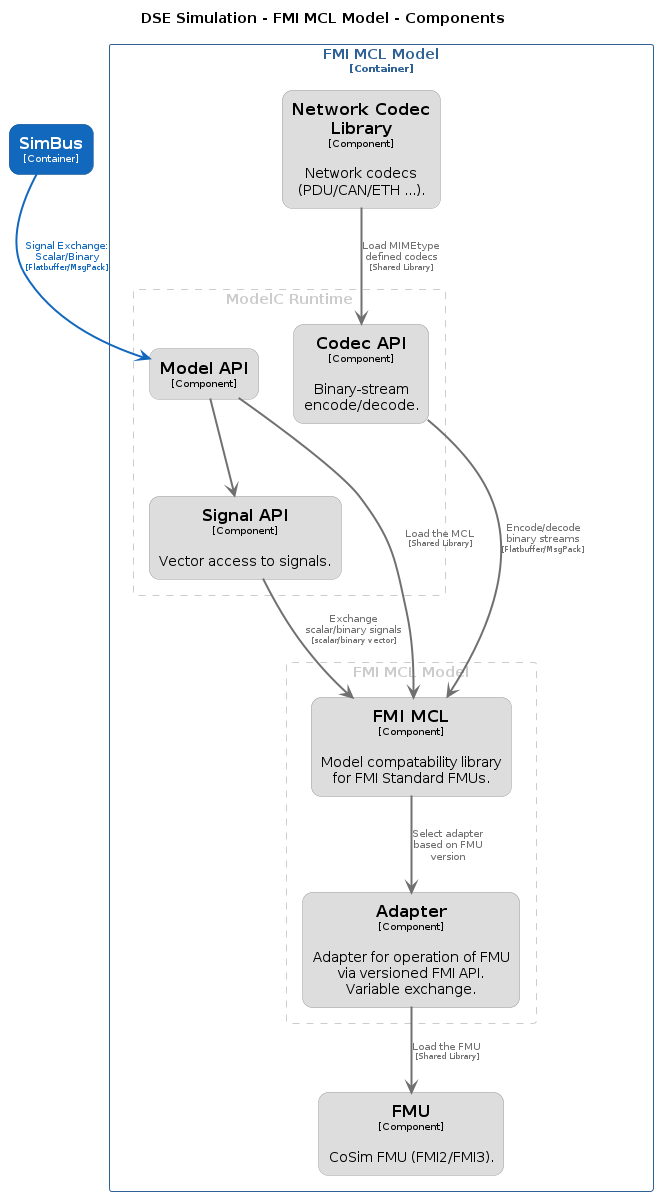 DSE Simulation - FMI MCL Model - Components
FMI MCL Model
[Container]
Network Codec
Library
[Component]
Network codecs
(PDU/CAN/ETH ...).
SimBus
[Container]
Signal Exchange:
Scalar/Binary
[Flatbuffer/MsgPack]
Load MIMEtype
defined codecs
[Shared Library]
ModelC Runtime
Model API
[Component]
Codec API
[Component]
Binary-stream
encode/decode.
Signal API
[Component]
Vector access to signals.
Load the MCL
[Shared Library]
Encode/decode
binary streams
[Flatbuffer/MsgPack]
Exchange
scalar/binary signals
[scalar/binary vector]
FMI MCL Model
FMI MCL
[Component]
Model compatability library
for FMI Standard FMUs.
Select adapter
based on FMU
version
Adapter
[Component]
Adapter for operation of FMU
via versioned FMI API.
Variable exchange.
Load the FMU
[Shared Library]
FMU
[Component]
CoSim FMU (FMI2/FMI3).